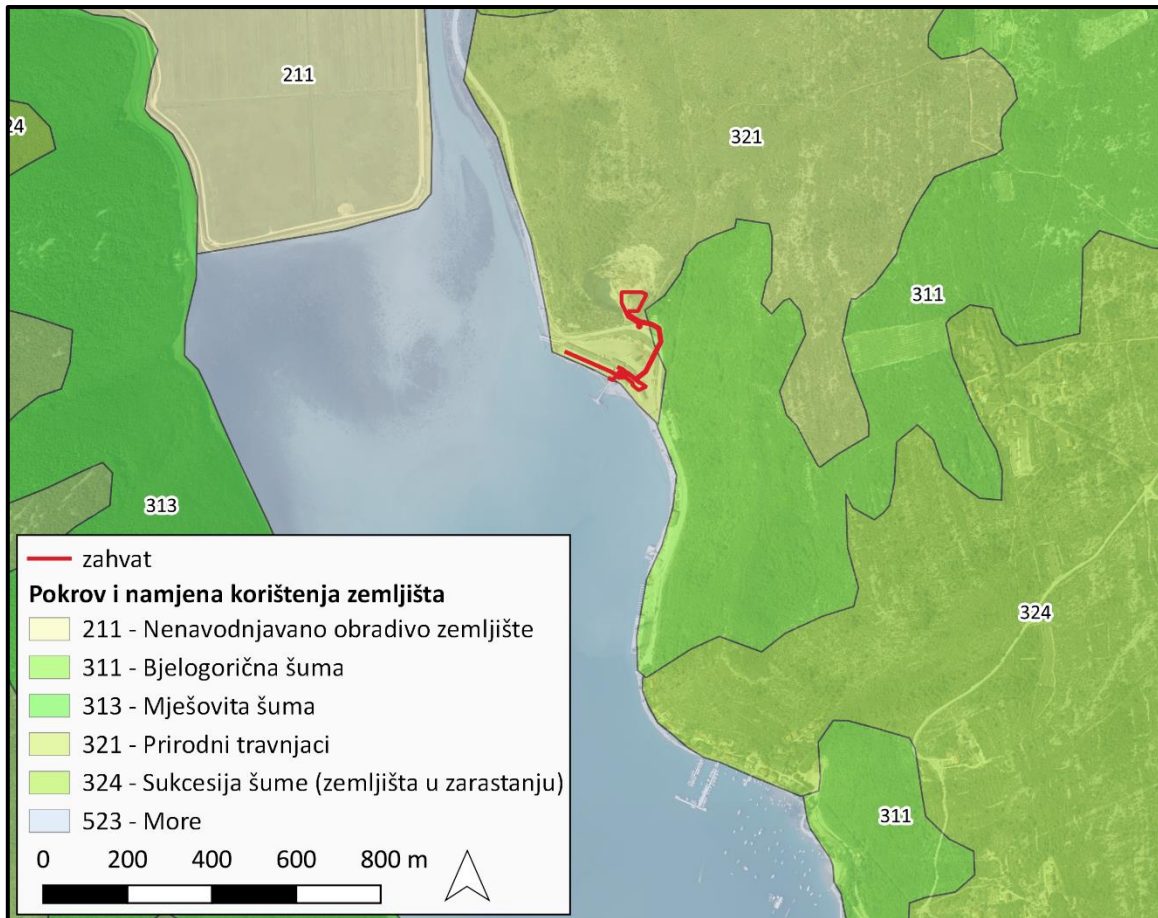 211
24
321
311
313
324
311
zahvat
Pokrov i namjena korištenja zemljišta
211 - Nenavodnjavano obradivo zemljište
311 - Bjelogorična šuma
313 - Mješovita šuma
321 - Prirodni travnjaci
324 - Sukcesija šume (zemljišta u zarastanju)
523 - More
0 200 400 600 800 m